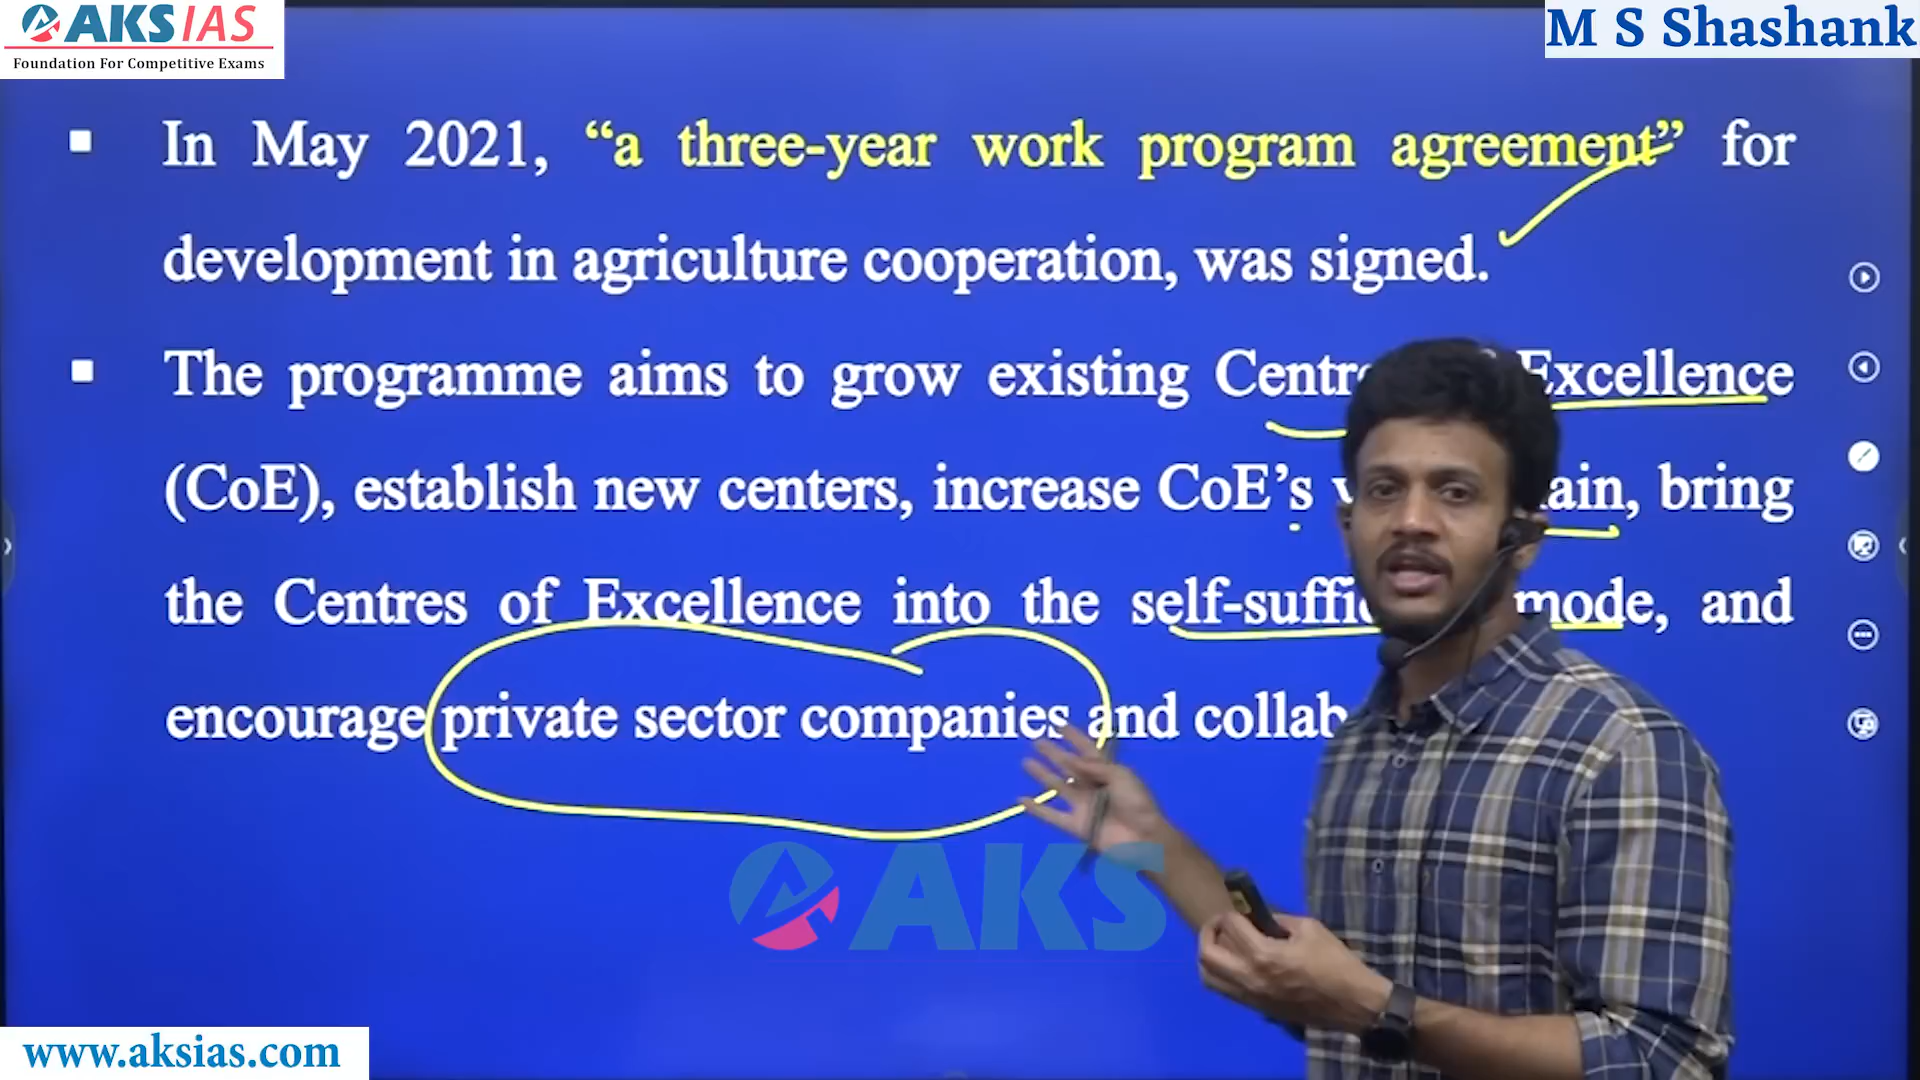 AKS IAS
Foundation For Competitive Exams
M S Shashank
In May 2021, “a three-year work program agreement” for
development in agriculture cooperation, was signed.
The programme aims to grow existing Excellence
(CoE), establish new centers, increase CoE’s bring
the Centres of Excellence into the mode, and
encourage private sector companies and
AKS
www.aksias.com